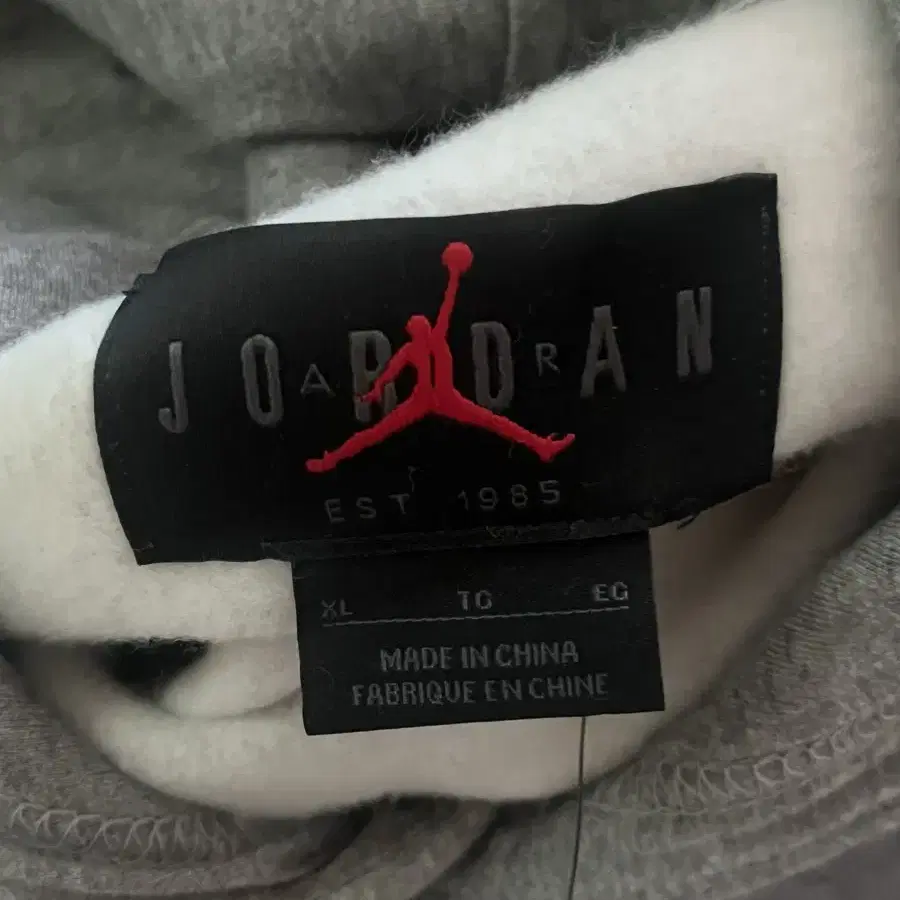 JORDAN
AIR
EST 1985
XL TG EG
MADE IN CHINA
FABRIQUE EN CHINE